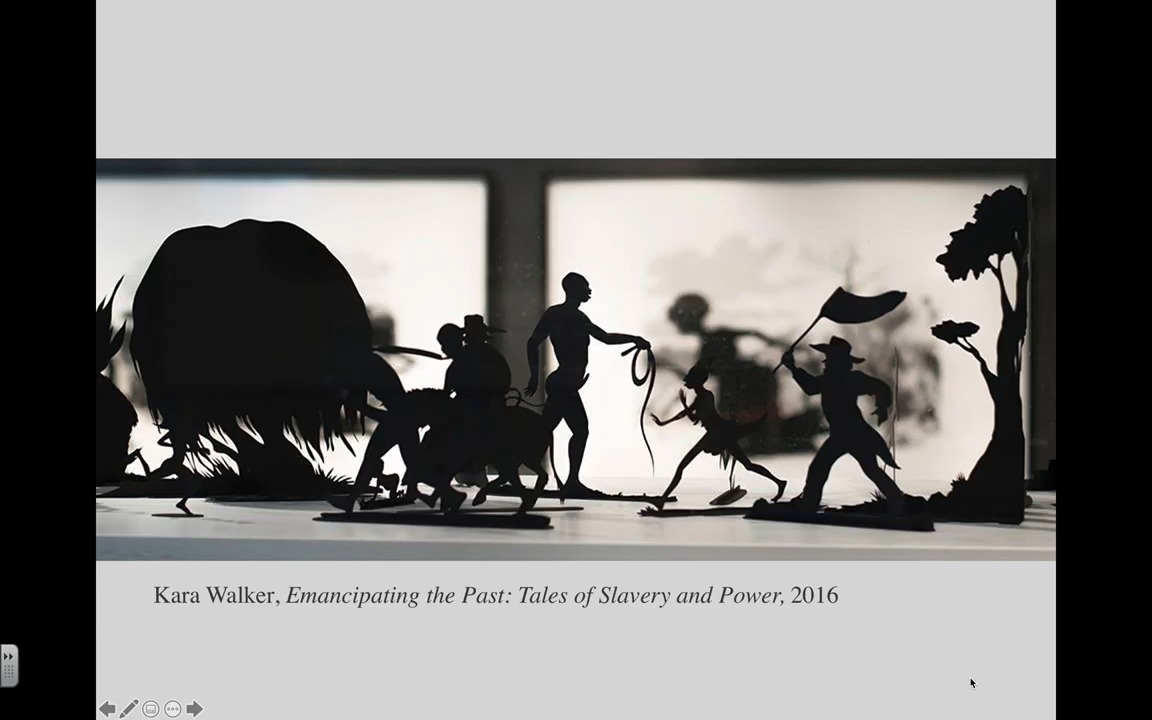 Kara Walker, Emancipating the Past: Tales of Slavery and Power, 2016